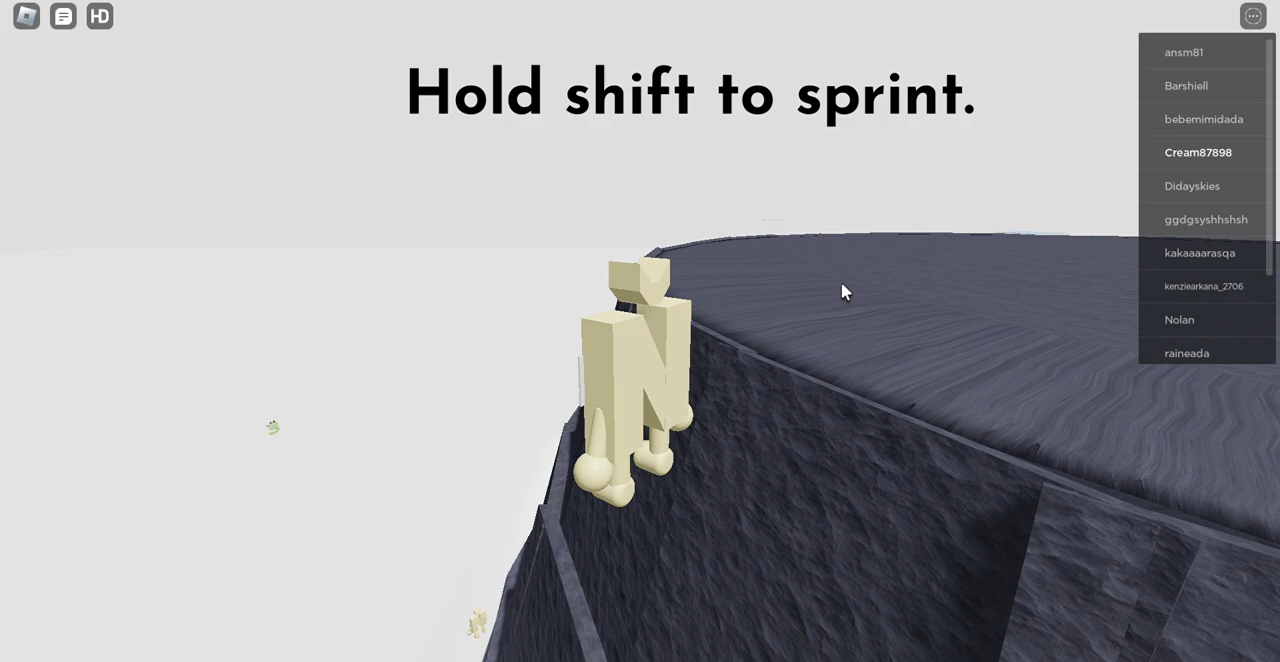 HD
Hold shift to sprint.
ansm81
Barshiell
bebemimidada
Cream87898
Didayskies
ggdgsyshhshsh
kakaaaarasqa
kenziearkana_2706
Nolan
raineada